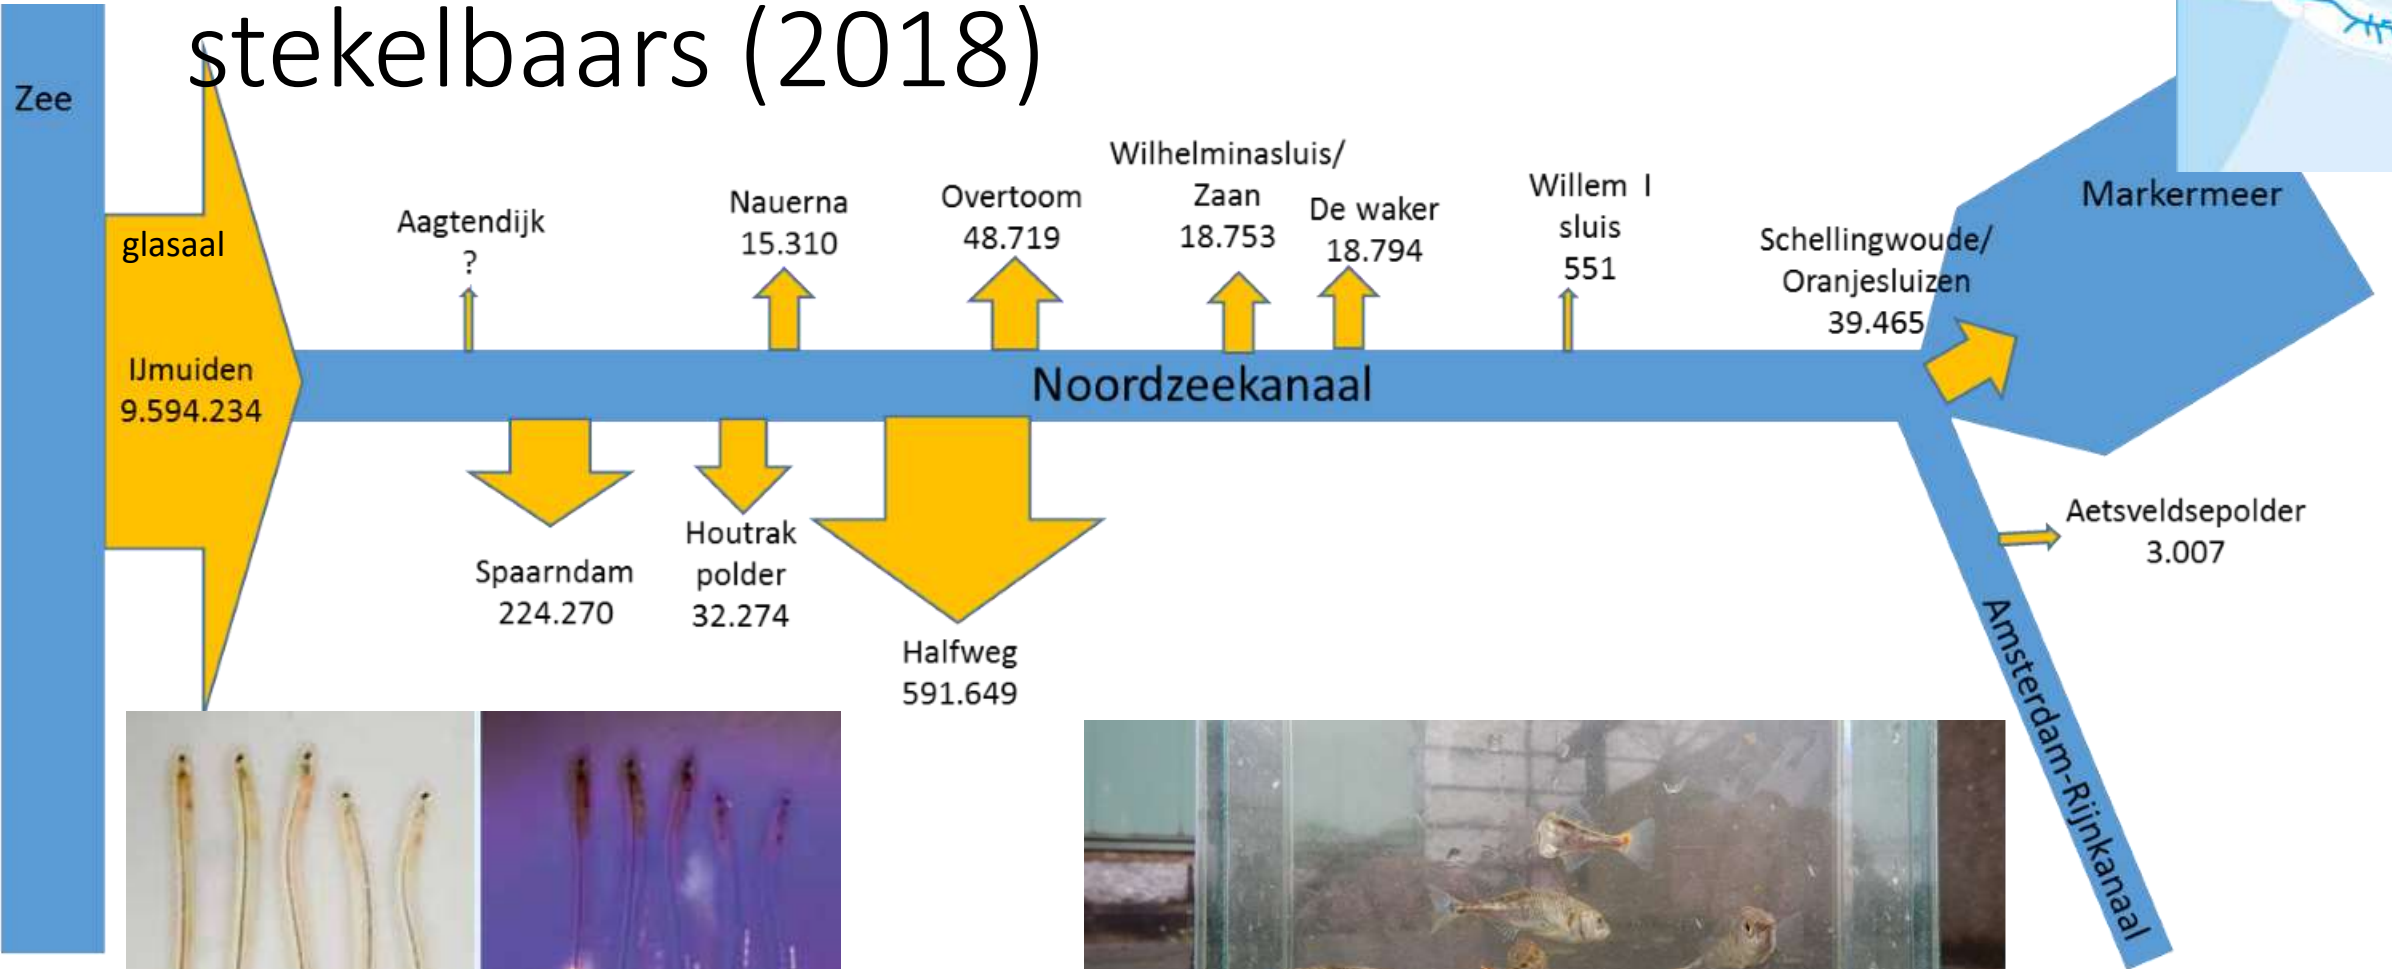 stekelbaars (2018)
Zee
glasaal
IJmuiden
9.594.234
Aagtendijk
?
Nauerna
15.310
Overtoom
48.719
Wilhelminasluis/
Zaan
18.753
De waker
18.794
Willem I
sluis
551
Schellingwoude/
Oranjesluizen
39.465
Markermeer
Noordzeekanaal
Spaarndam
224.270
Houtrak
polder
32.274
Halfweg
591.649
Aetsveldsepolder
3.007
Amsterdam-Rijnkanaal